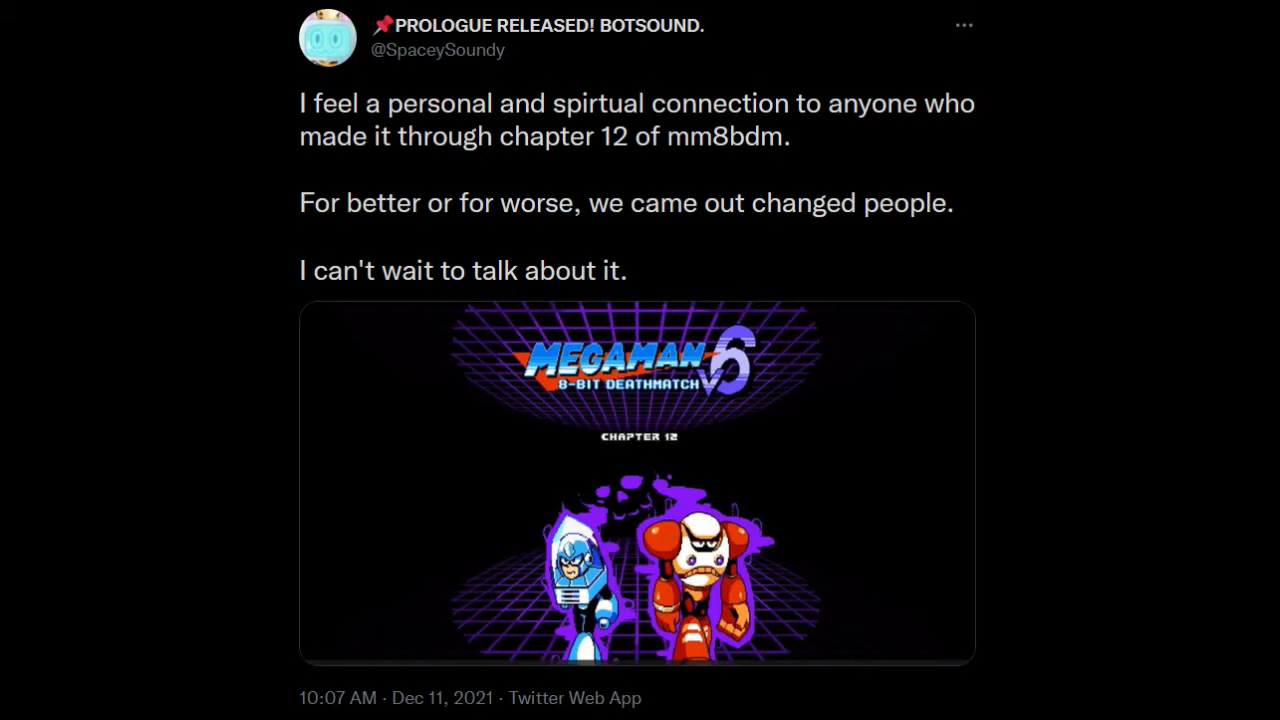 📌PROLOGUE RELEASED! BOTSOUND.
@SpaceySoundy
I feel a personal and spirtual connection to anyone who
made it through chapter 12 of mm8bdm.
For better or for worse, we came out changed people.
I can't wait to talk about it.
MEGAMAN
8-BIT DEATHMATCH V6
CHAPTER 12
10:07 AM · Dec 11, 2021 · Twitter Web App